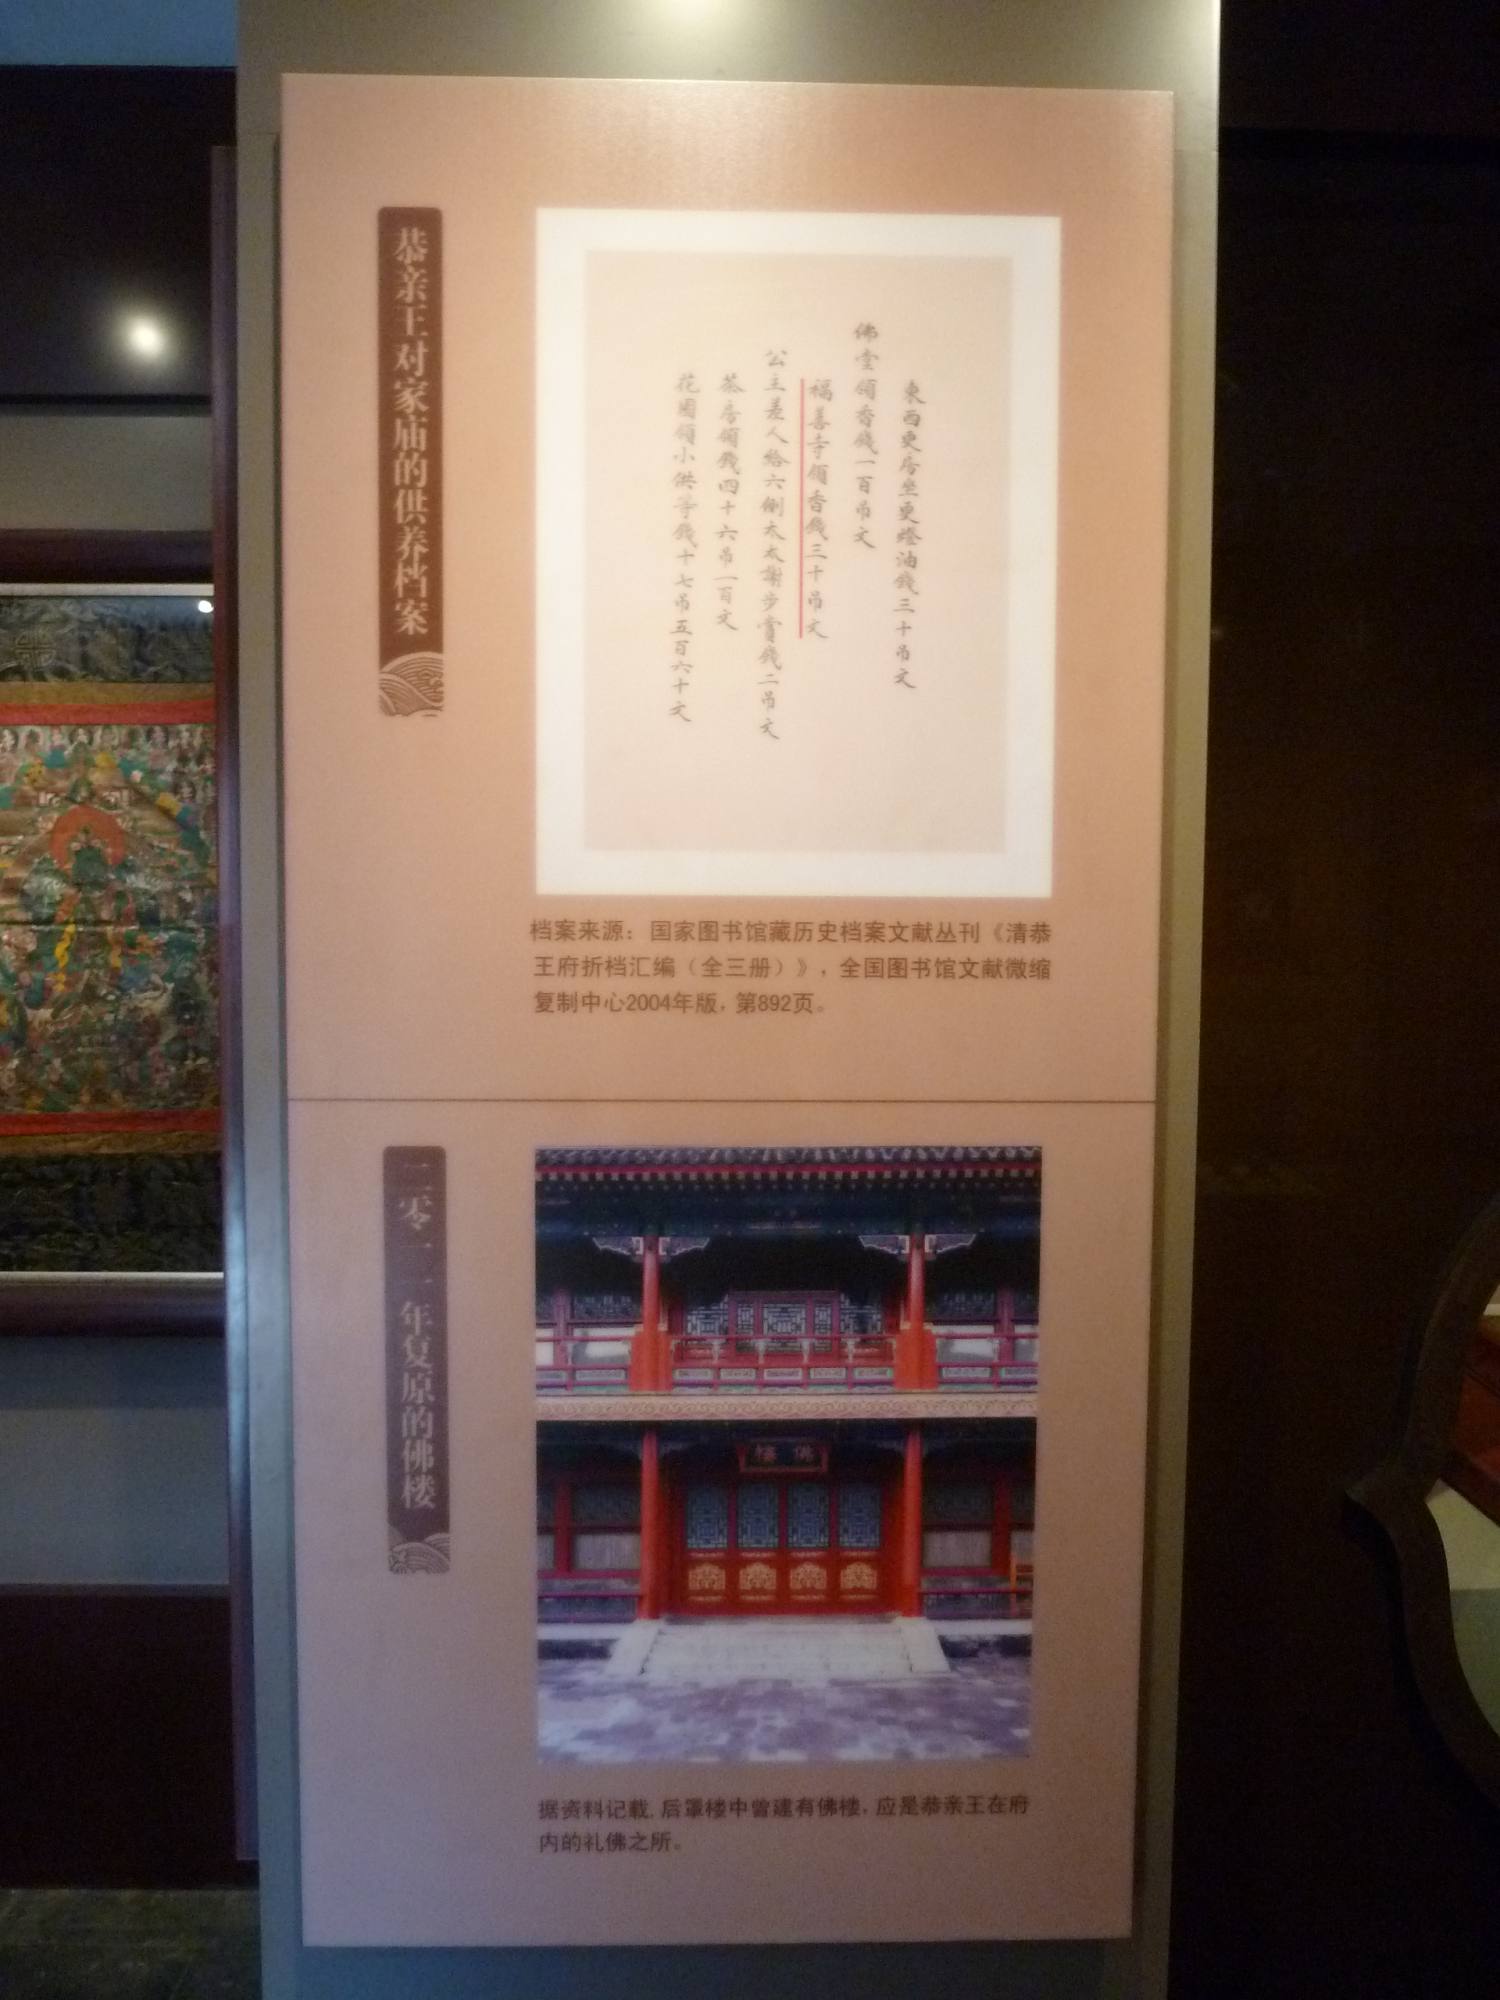 恭亲王对家庙的供养档案
東西更房坐更燈油錢三十吊文
佛堂領香錢一百吊文
福善寺領香錢三十吊文
公主差人給六側太太謝步賞錢二吊文
茶房領錢四十六吊一百文
花園領小供等錢十七吊五百六十文
档案来源：国家图书馆藏历史档案文献丛刊《清恭
王府折档汇编（全三册）》，全国图书馆文献微缩
复制中心2004年版，第892页。
二零一一年复原的佛楼
佛樓
据资料记载，后罩楼中曾建有佛楼，应是恭亲王在府
内的礼佛之所。